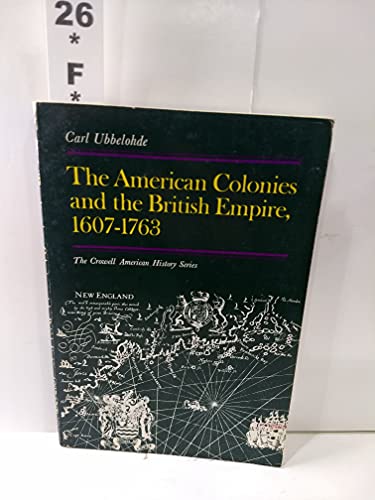 26
* F *
Carl Ubbelohde
The American Colonies
and the British Empire,
1607-1763
The Crowell American History Series
NEW ENGLAND